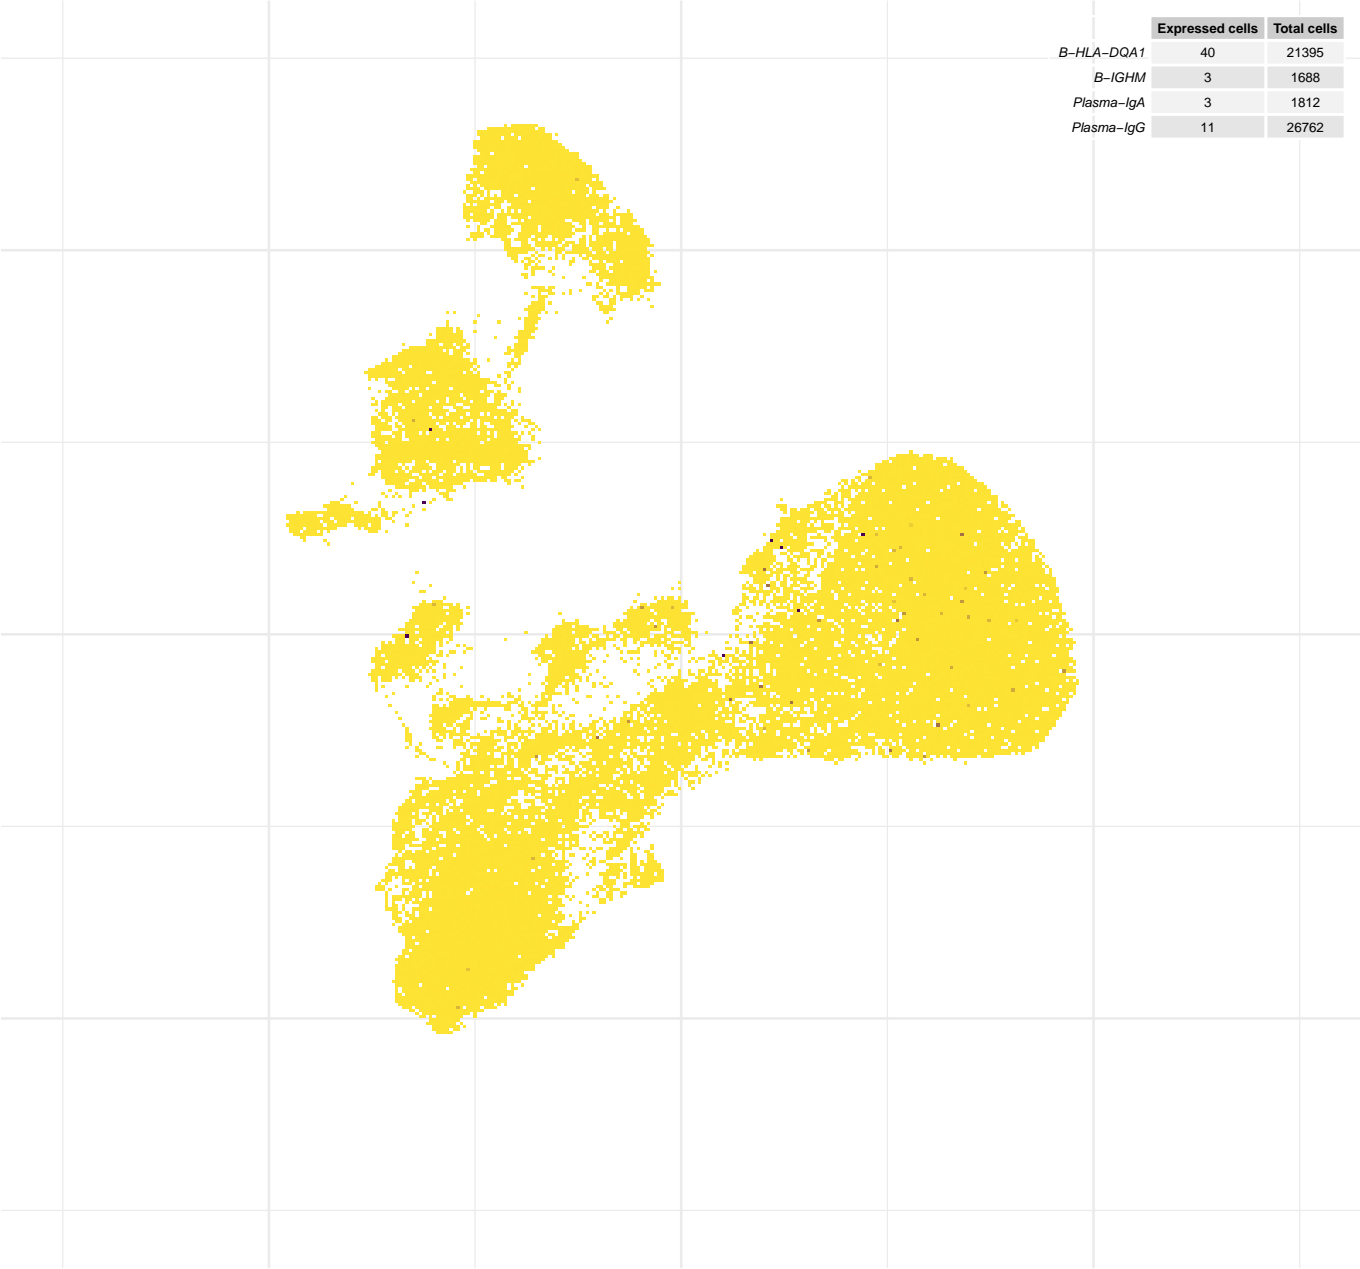 Expressed cells Total cells
B−HLA−DQA1 40 21395
B−IGHM 3 1688
Plasma−IgA 3 1812
Plasma−IgG 11 26762